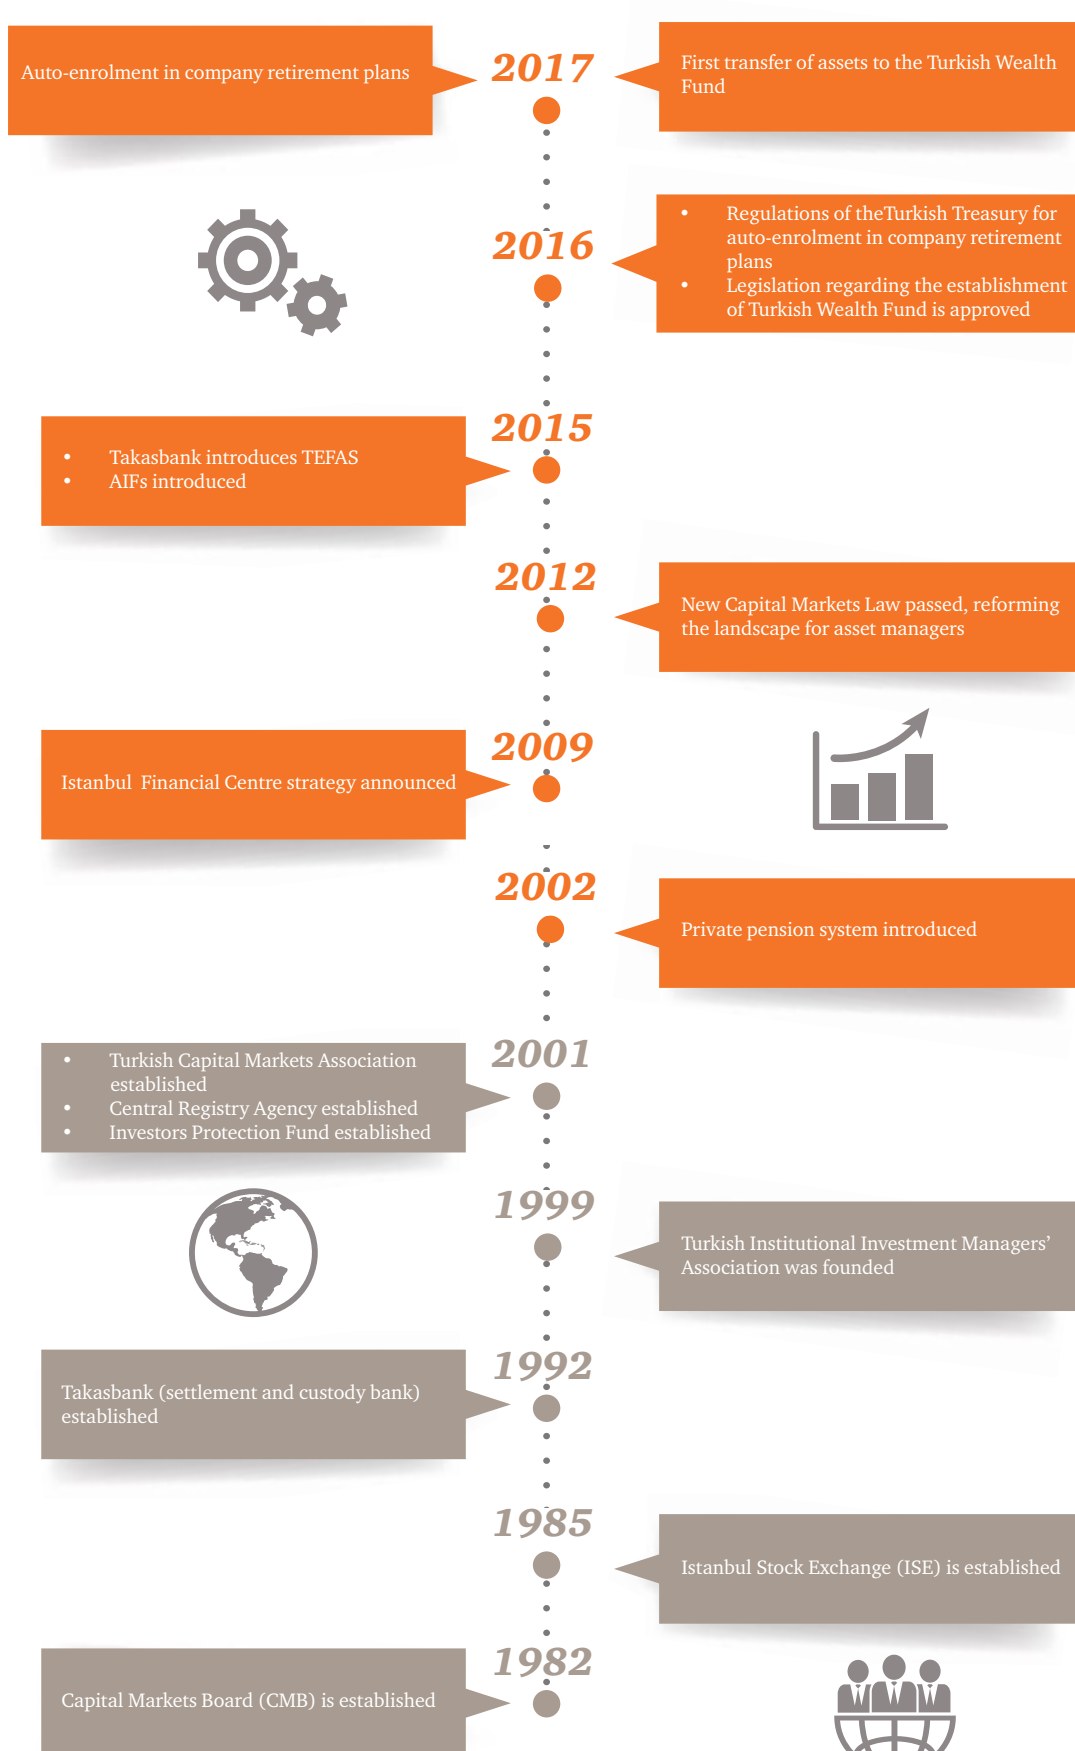 Auto-enrolment in company retirement plans
2017
First transfer of assets to the Turkish Wealth
Fund
2016
• Regulations of theTurkish Treasury for
auto-enrolment in company retirement
plans
• Legislation regarding the establishment
of Turkish Wealth Fund is approved
2015
• Takasbank introduces TEFAS
• AIFs introduced
2012
New Capital Markets Law passed, reforming
the landscape for asset managers
2009
Istanbul  Financial Centre strategy announced
2002
Private pension system introduced
2001
• Turkish Capital Markets Association
established
• Central Registry Agency established
• Investors Protection Fund established
1999
Turkish Institutional Investment Managers’
Association was founded
1992
Takasbank (settlement and custody bank)
established
1985
Istanbul Stock Exchange (ISE) is established
1982
Capital Markets Board (CMB) is established